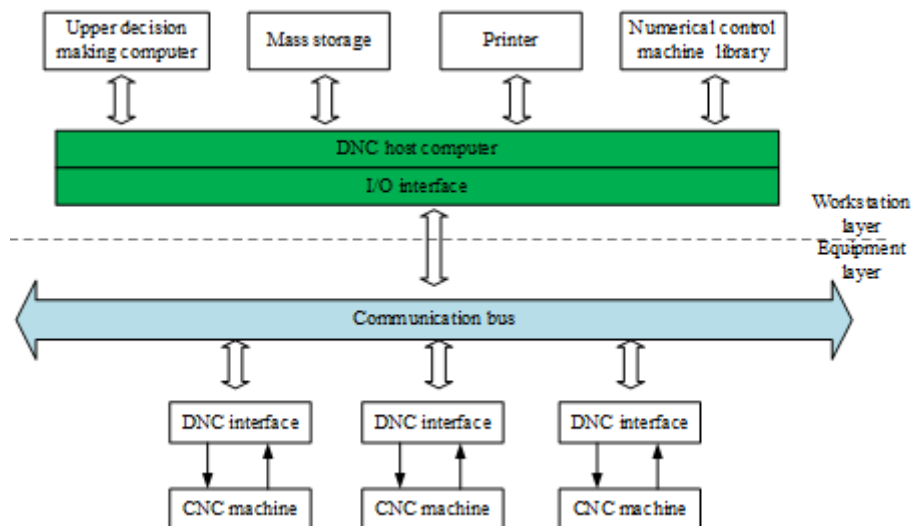 Upper decision
making computer
Mass storage
Printer
Numerical control
machine library
DNC host computer
I/O interface
Workstation
layer
Equipment
layer
Communication bus
DNC interface
DNC interface
DNC interface
CNC machine
CNC machine
CNC machine